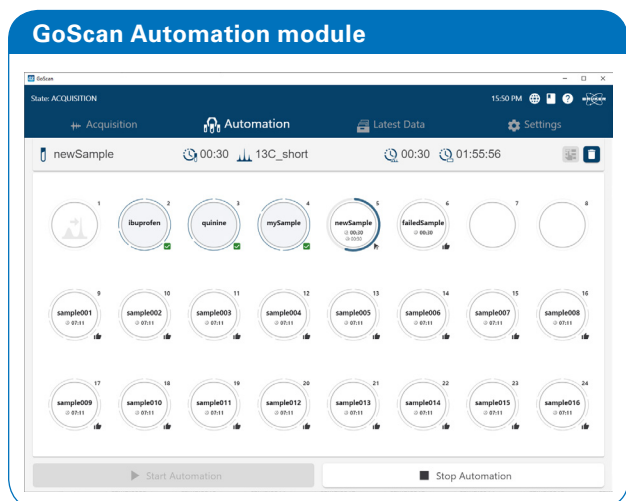 GoScan Automation module
GoScan
State: ACQUISITION
15:50 PM
BRUKER
Acquisition
Automation
Latest Data
Settings
newSample 00:30 13C_short 00:30 01:55:56
1 2 3 4 5 6 7 8
ibuprofen
quinine
mySample
newSample
00:30
failedSample
00:30
9 10 11 12 13 14 15 16
sample001 sample002 sample003 sample004 sample005 sample006 sample007 sample008
07:11 07:11 07:11 07:11 07:11 07:11 07:11 07:11
17 18 19 20 21 22 23 24
sample009 sample010 sample011 sample012 sample013 sample014 sample015 sample016
07:11 07:11 07:11 07:11 07:11 07:11 07:11 07:11
Start Automation
Stop Automation